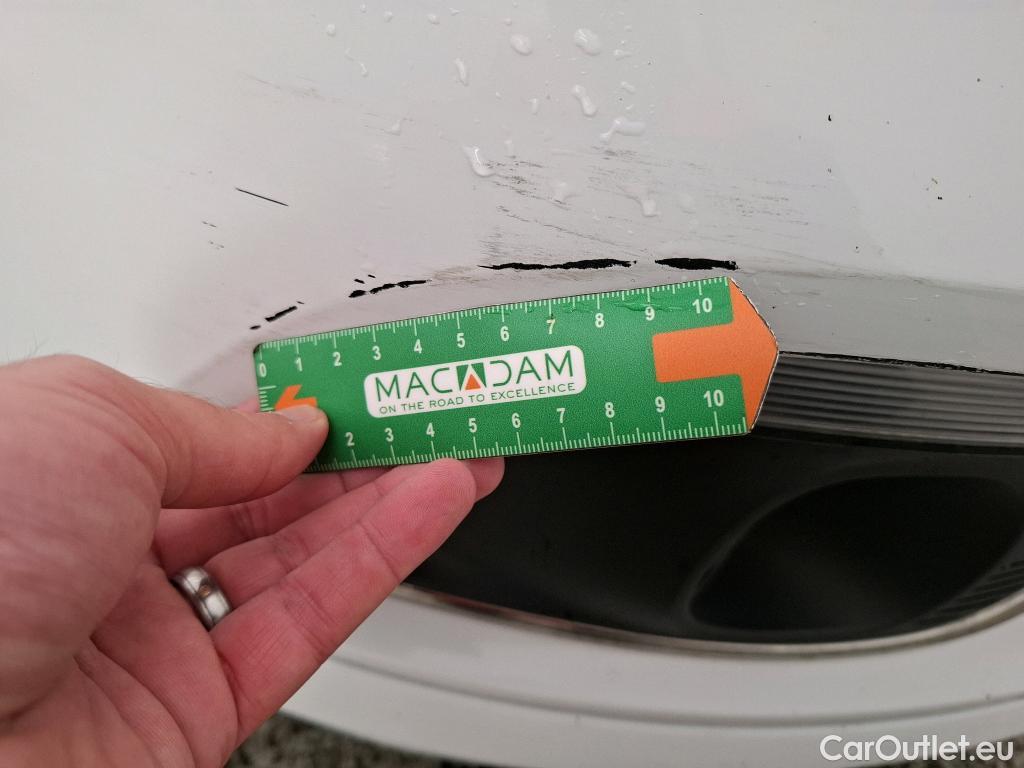 0 1 2 3 4 5 6 7 8 9 10
MACADAM
ON THE ROAD TO EXCELLENCE
2 3 4 5 6 7 8 9 10
CarOutlet.eu